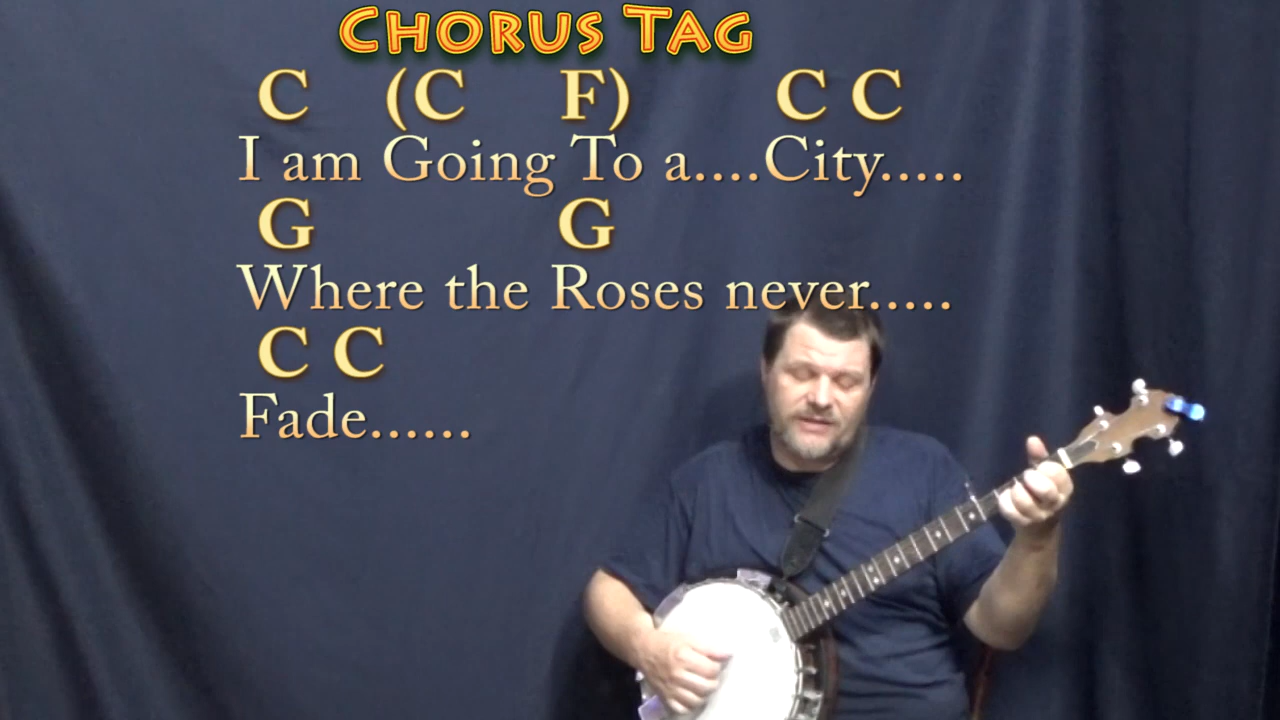 CHORUS TAG
C (C F) C C
I am Going To a....City.....
G G
Where the Roses never.....
C C
Fade......